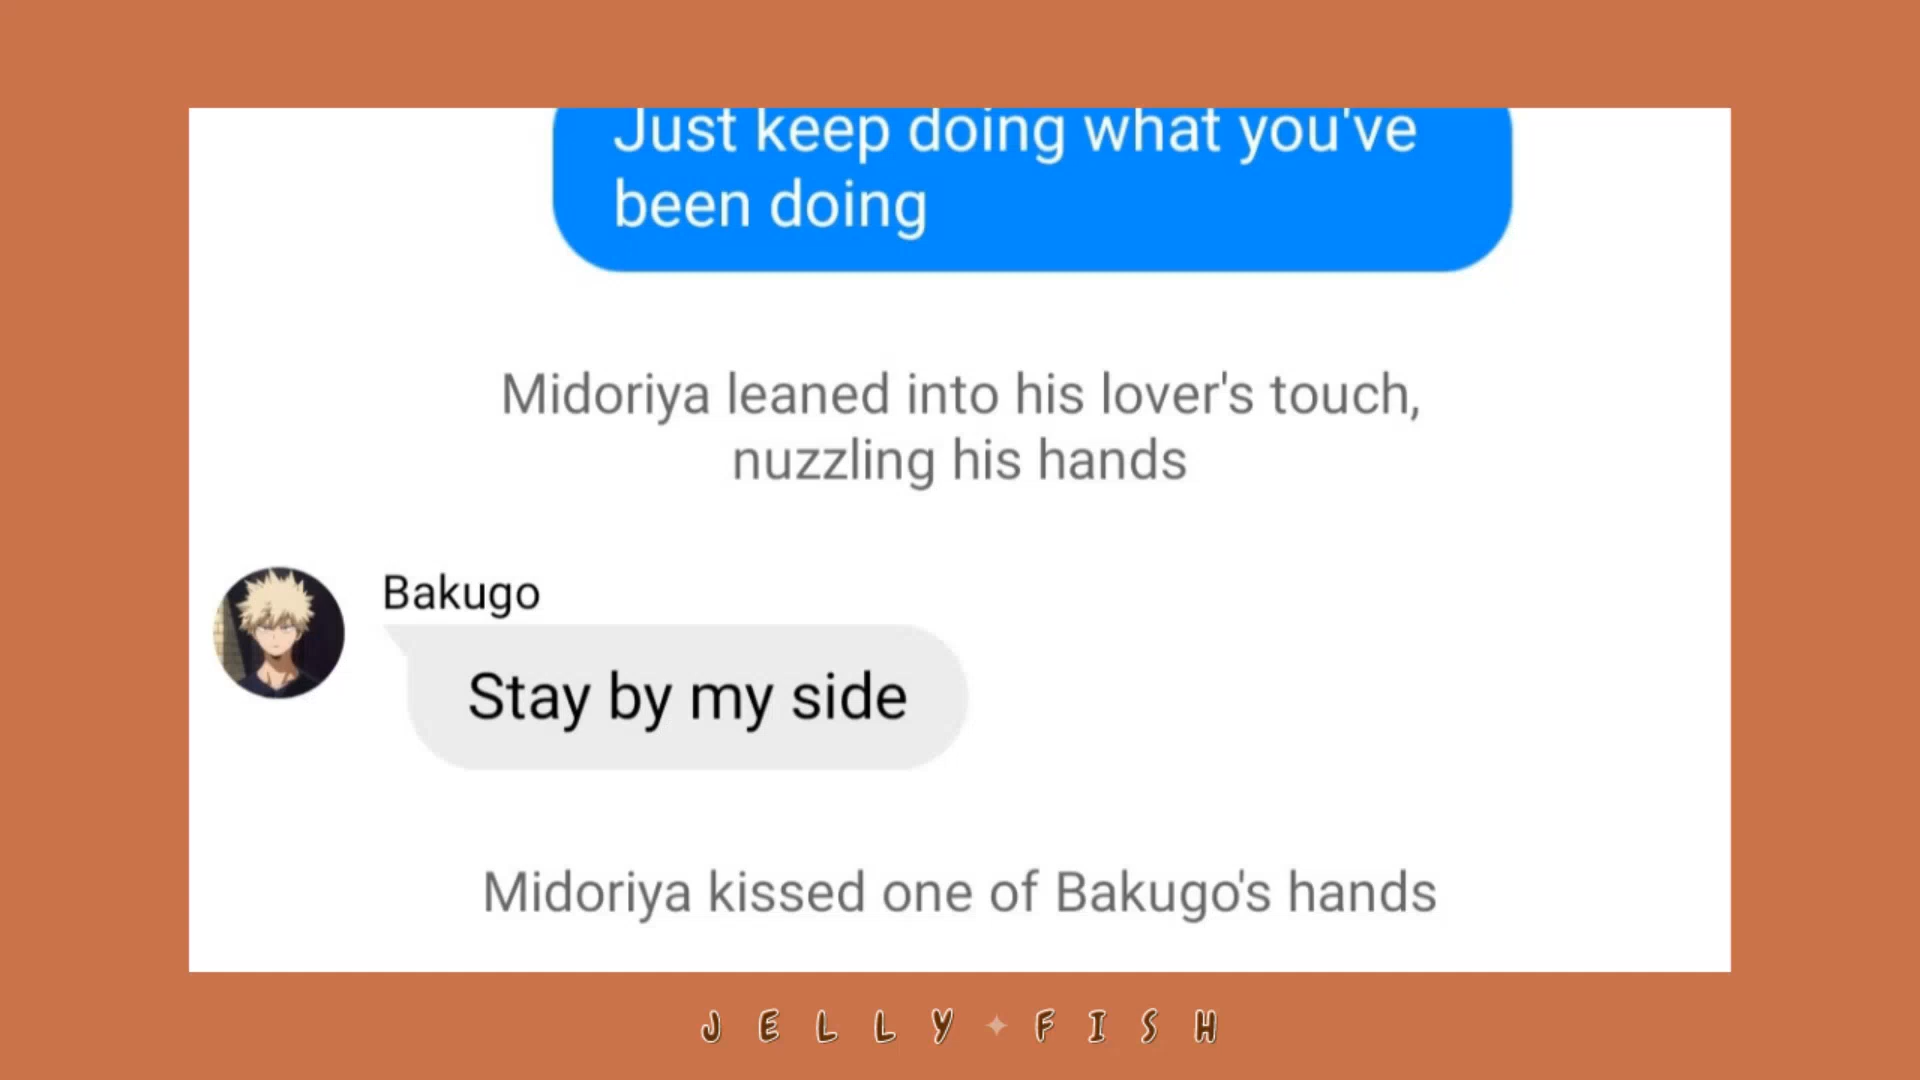 Just keep doing what you've
been doing
Midoriya leaned into his lover's touch,
nuzzling his hands
Bakugo
Stay by my side
Midoriya kissed one of Bakugo's hands
JELLY✦FISH